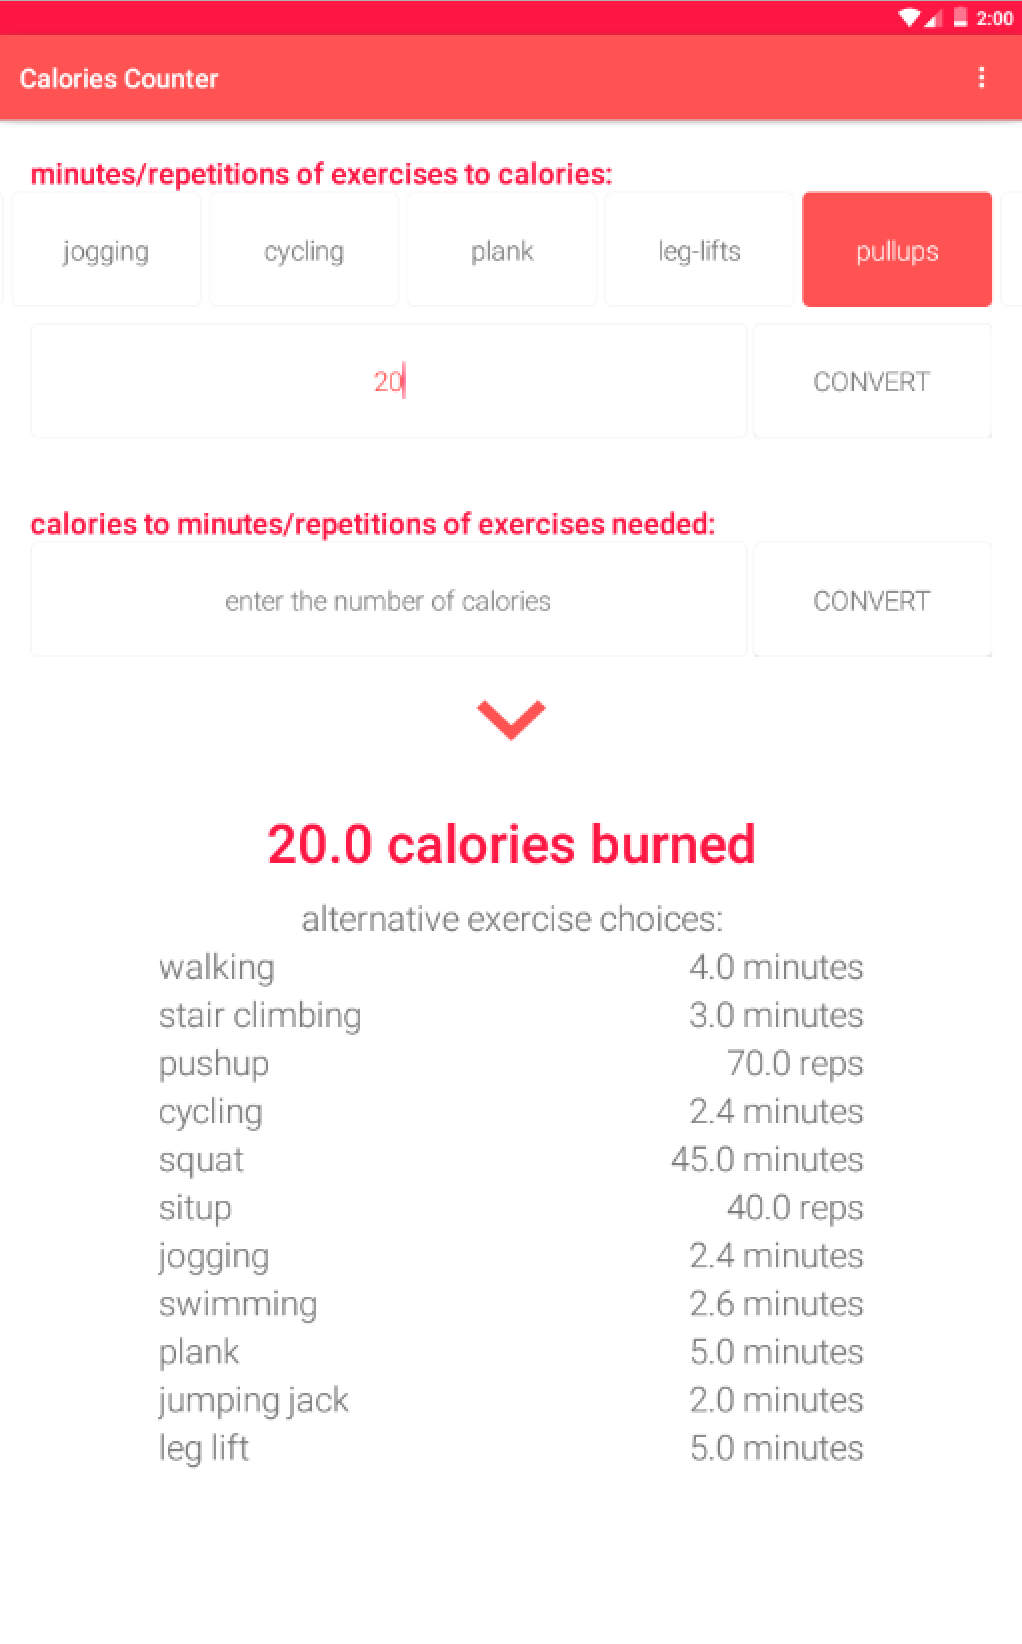 2:00
Calories Counter
minutes/repetitions of exercises to calories:
jogging cycling plank leg-lifts pullups
20 CONVERT
calories to minutes/repetitions of exercises needed:
enter the number of calories CONVERT
20.0 calories burned
alternative exercise choices:
walking 4.0 minutes
stair climbing 3.0 minutes
pushup 70.0 reps
cycling 2.4 minutes
squat 45.0 minutes
situp 40.0 reps
jogging 2.4 minutes
swimming 2.6 minutes
plank 5.0 minutes
jumping jack 2.0 minutes
leg lift 5.0 minutes